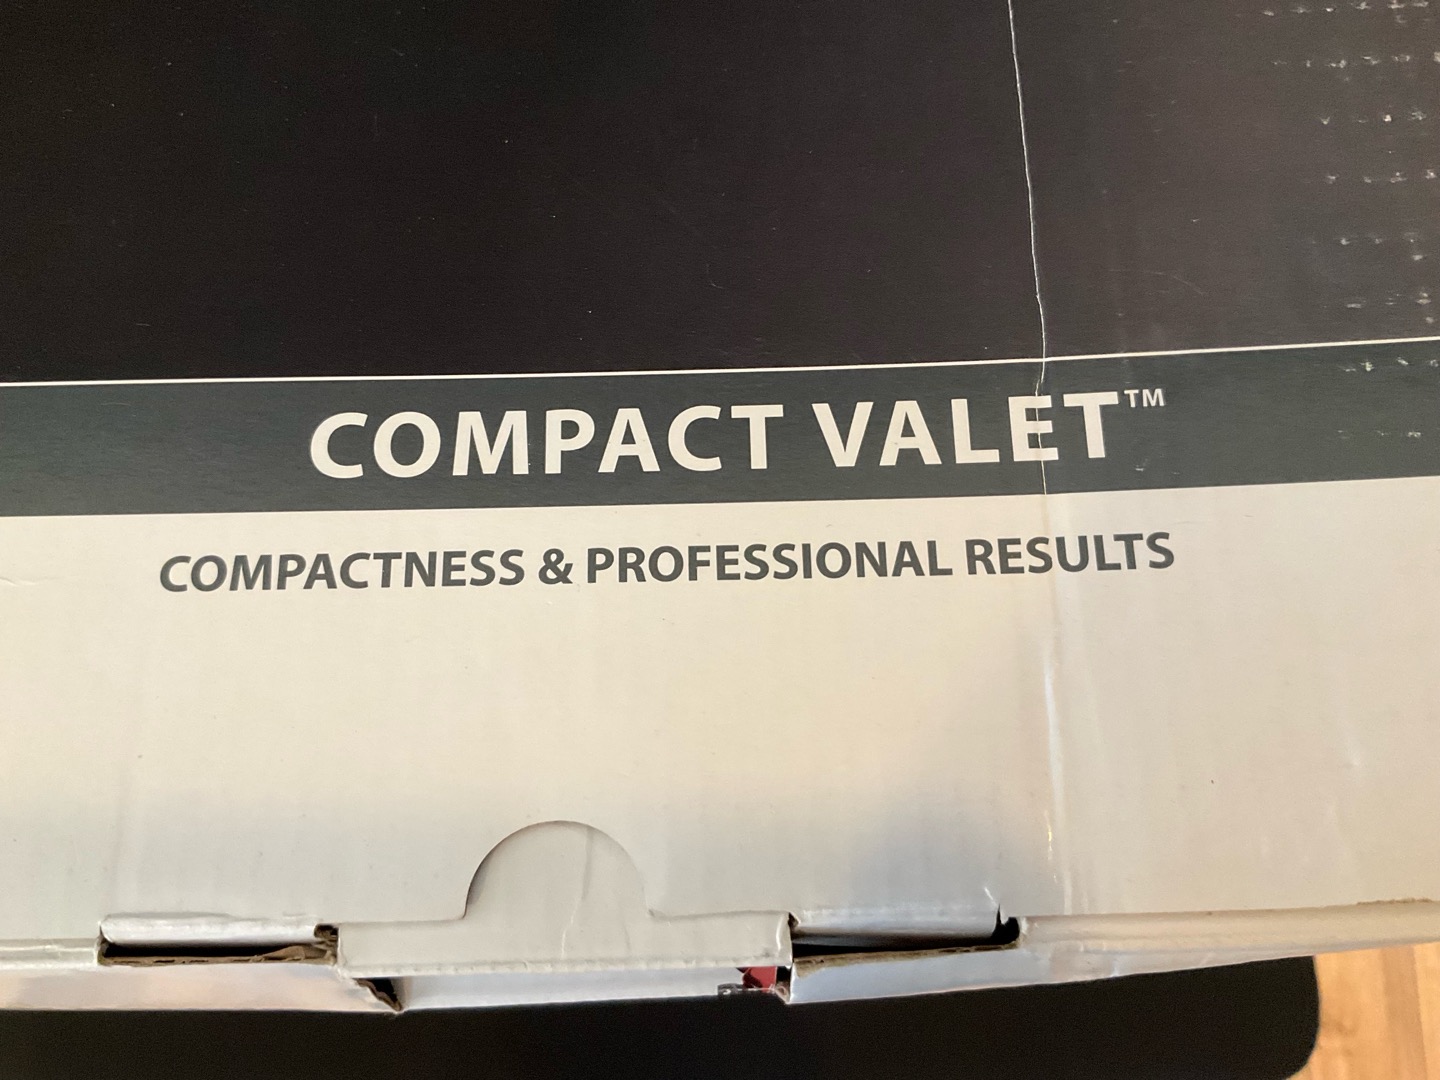 COMPACT VALET™
COMPACTNESS & PROFESSIONAL RESULTS